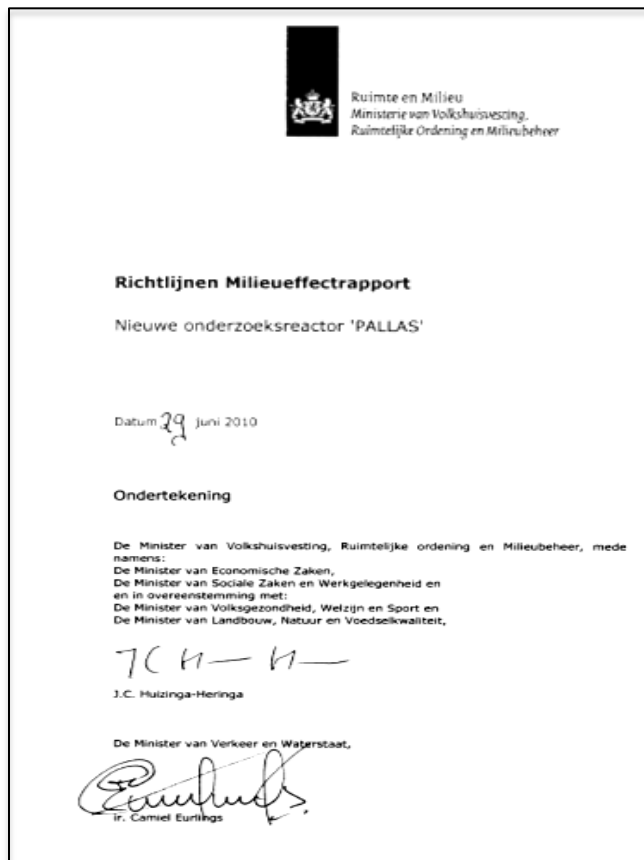 Ruimte en Milieu
Ministerie van Volkshuisvesting,
Ruimtelijke Ordening en Milieubeheer
Richtlijnen Milieueffectrapport
Nieuwe onderzoeksreactor 'PALLAS'
Datum 29 juni 2010
Ondertekening
De Minister van Volkshuisvesting, Ruimtelijke ordening en Milieubeheer, mede
namens:
De Minister van Economische Zaken,
De Minister van Sociale Zaken en Werkgelegenheid en
en in overeenstemming met:
De Minister van Volksgezondheid, Welzijn en Sport en
De Minister van Landbouw, Natuur en Voedselkwaliteit,
J.C. Huizinga-Heringa
De Minister van Verkeer en Waterstaat,
ir. Camiel Eurlings